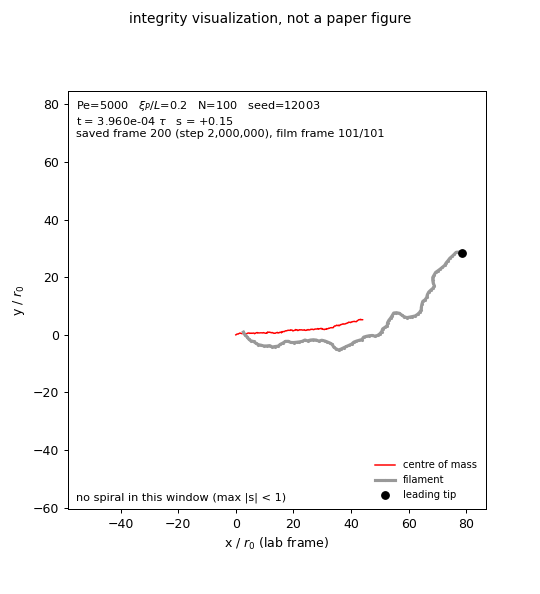 integrity visualization, not a paper figure
Pe=5000 ξₚ/L=0.2 N=100 seed=12003
t = 3.960e-04 τ s = +0.15
saved frame 200 (step 2,000,000), film frame 101/101
80
60
40
20
0
−20
−40
−60
y / r₀
centre of mass
filament
leading tip
no spiral in this window (max |s| < 1)
−40
−20
0
20
40
60
80
x / r₀ (lab frame)